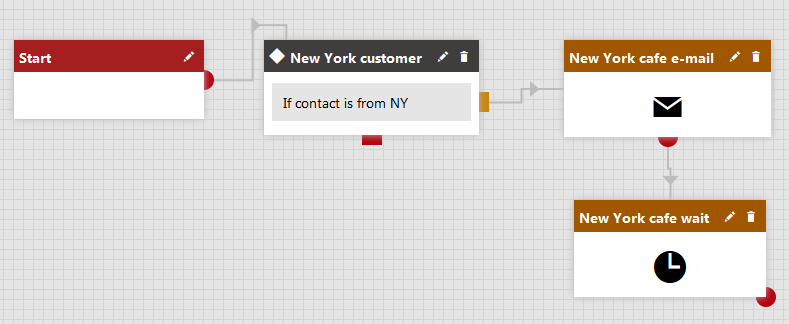 Start
New York customer
If contact is from NY
New York cafe e-mail
New York cafe wait